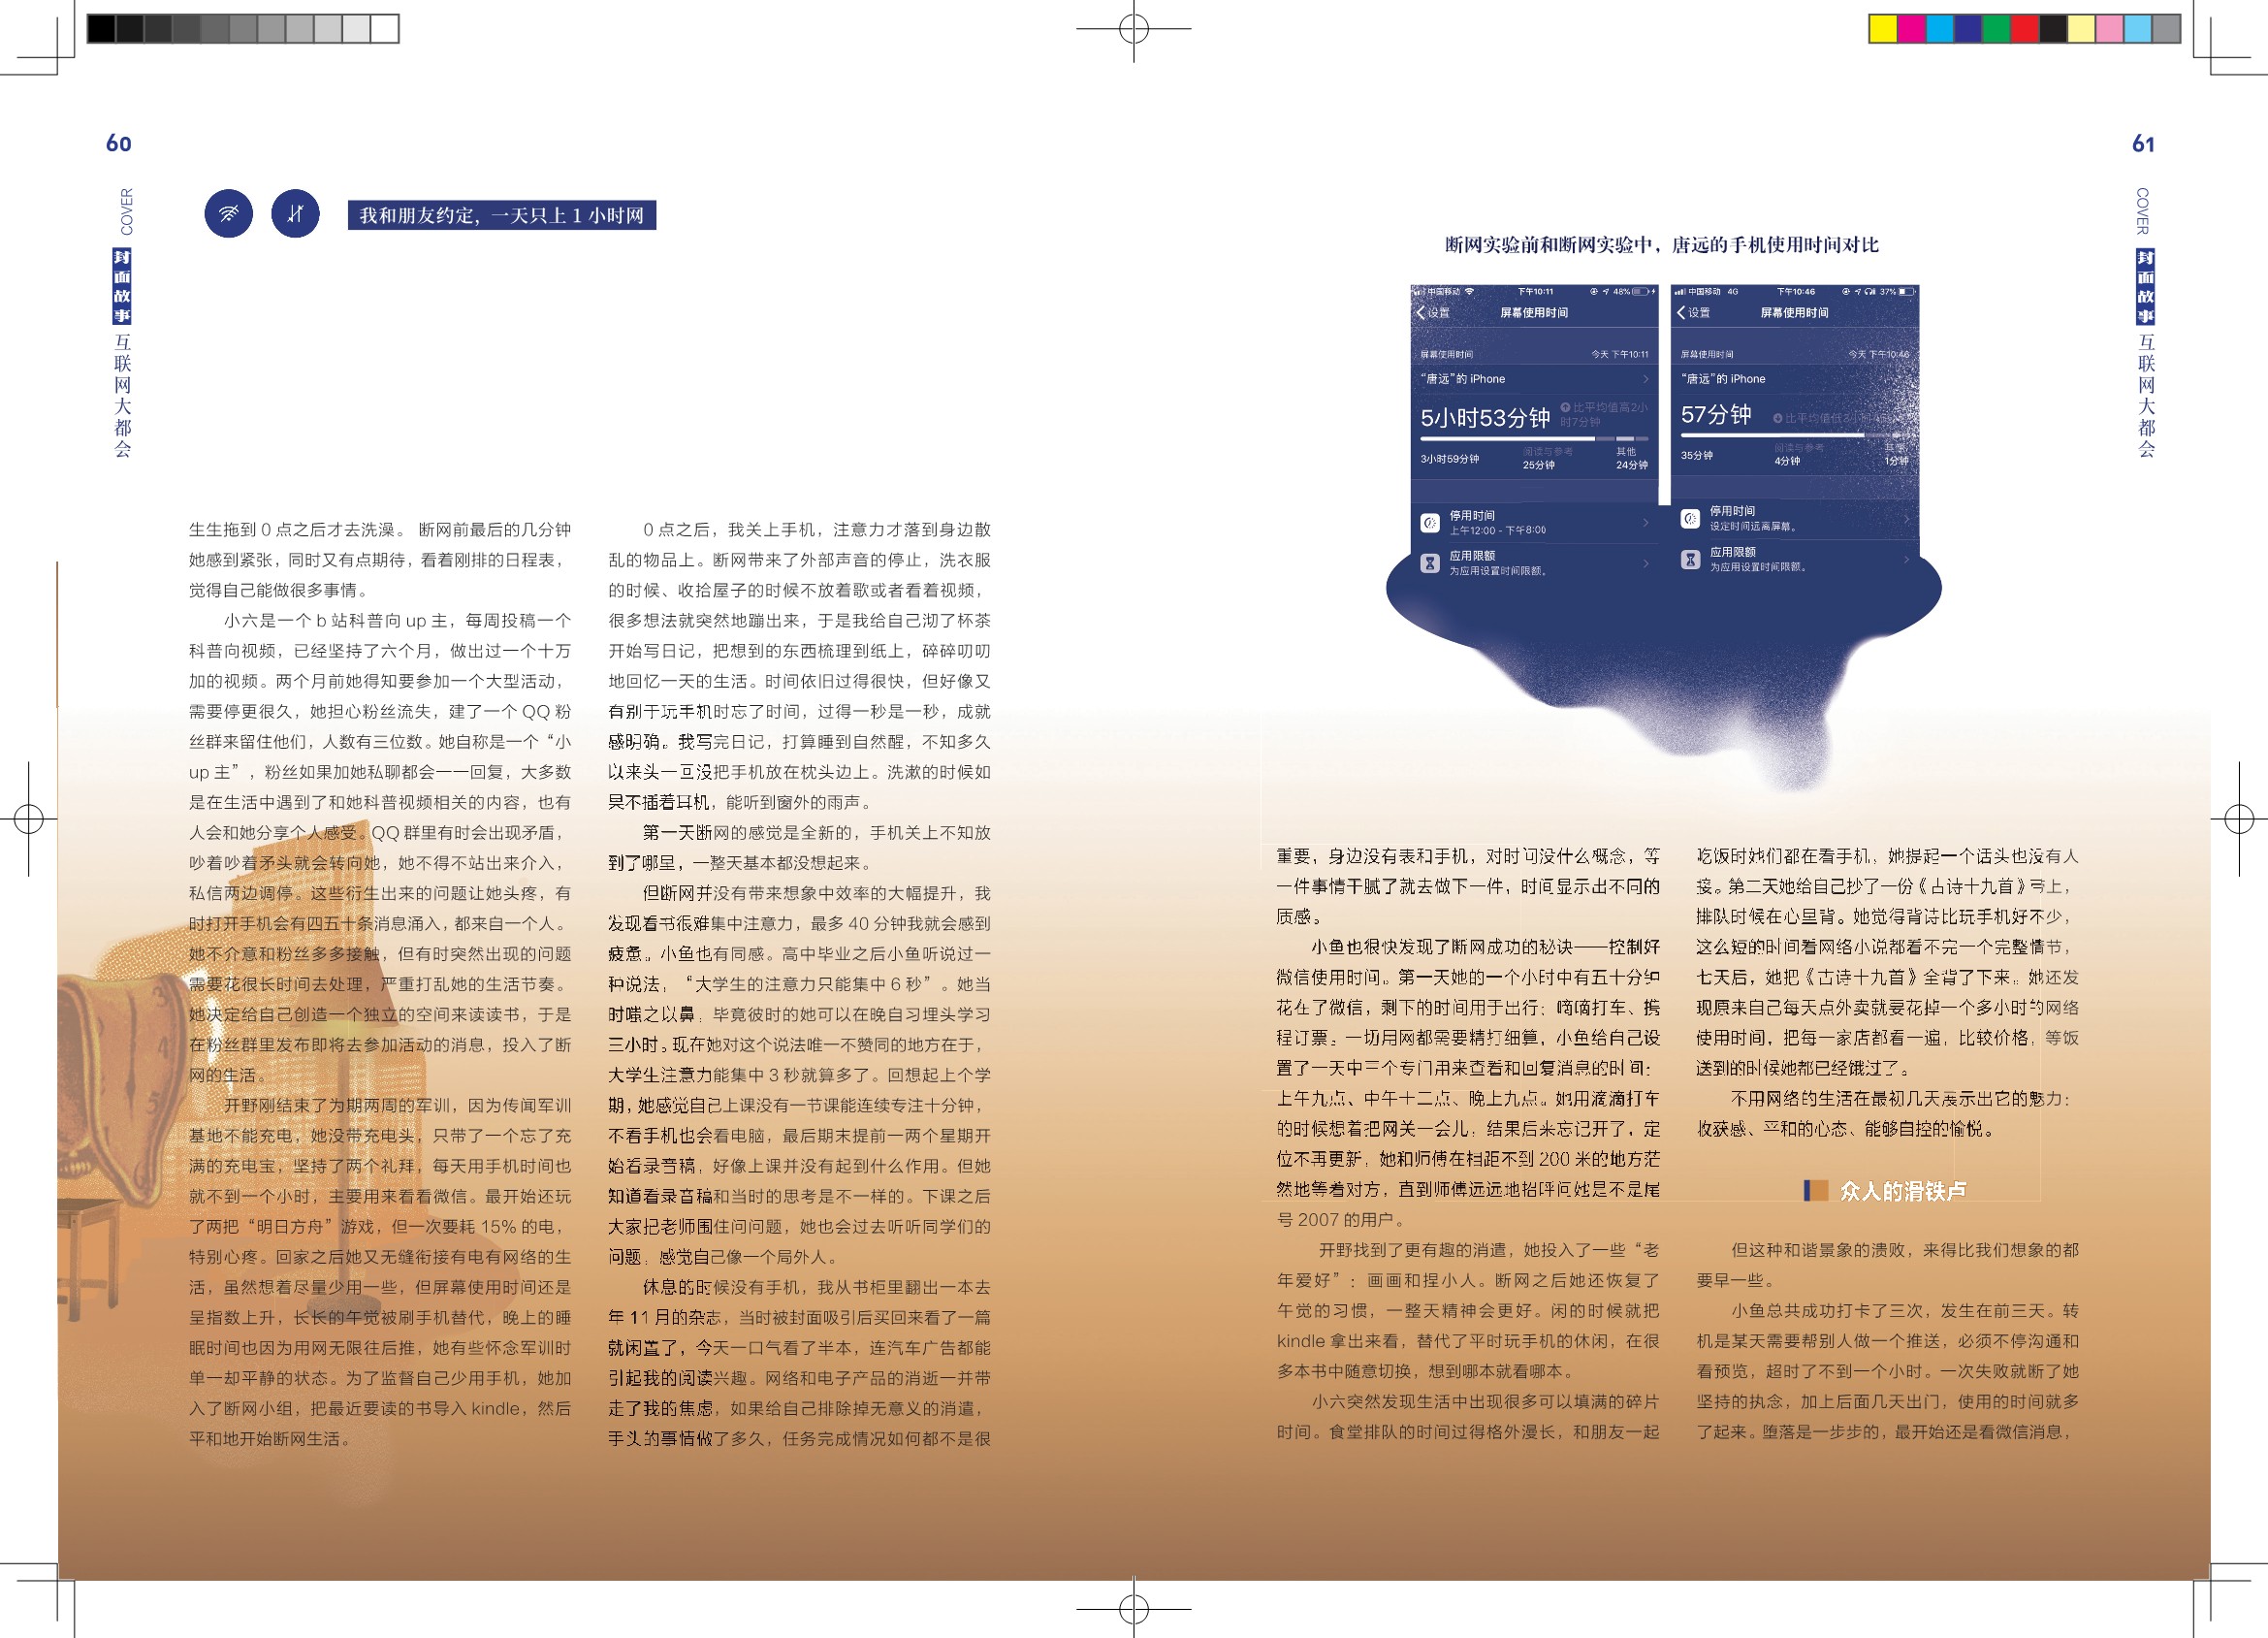 60
COVER
封面故事
互联网大都会
我和朋友约定，一天只上 1 小时网
生生拖到 0 点之后才去洗澡。 断网前最后的几分钟
她感到紧张，同时又有点期待，看着刚排的日程表，
觉得自己能做很多事情。
小六是一个 b 站科普向 up 主，每周投稿一个
科普向视频，已经坚持了六个月，做出过一个十万
加的视频。两个月前她得知要参加一个大型活动，
需要停更很久，她担心粉丝流失，建了一个 QQ 粉
丝群来留住他们，人数有三位数。她自称是一个“小
up 主”，粉丝如果加她私聊都会一一回复，大多数
是在生活中遇到了和她科普视频相关的内容，也有
人会和她分享个人感受。QQ 群里有时会出现矛盾，
吵着吵着矛头就会转向她，她不得不站出来介入，
私信两边调停。这些衍生出来的问题让她头疼，有
时打开手机会有四五十条消息涌入，都来自一个人。
她不介意和粉丝多多接触，但有时突然出现的问题
需要花很长时间去处理，严重打乱她的生活节奏。
她决定给自己创造一个独立的空间来读读书，于是
在粉丝群里发布即将去参加活动的消息，投入了断
网的生活。
开野刚结束了为期两周的军训，因为传闻军训
基地不能充电，她没带充电头，只带了一个忘了充
满的充电宝，坚持了两个礼拜，每天用手机时间也
就不到一个小时，主要用来看看微信。最开始还玩
了两把“明日方舟”游戏，但一次要耗 15% 的电，
特别心疼。回家之后她又无缝衔接有电有网络的生
活，虽然想着尽量少用一些，但屏幕使用时间还是
呈指数上升，长长的午觉被刷手机替代，晚上的睡
眠时间也因为用网无限往后推，她有些怀念军训时
单一却平静的状态。为了监督自己少用手机，她加
入了断网小组，把最近要读的书导入 kindle，然后
平和地开始断网生活。
0 点之后，我关上手机，注意力才落到身边散
乱的物品上。断网带来了外部声音的停止，洗衣服
的时候、收拾屋子的时候不放着歌或者看着视频，
很多想法就突然地蹦出来，于是我给自己沏了杯茶
开始写日记，把想到的东西梳理到纸上，碎碎叨叨
地回忆一天的生活。时间依旧过得很快，但好像又
有别于玩手机时忘了时间，过得一秒是一秒，成就
感明确。我写完日记，打算睡到自然醒，不知多久
以来头一回没把手机放在枕头边上。洗漱的时候如
果不插着耳机，能听到窗外的雨声。
第一天断网的感觉是全新的，手机关上不知放
到了哪里，一整天基本都没想起来。
但断网并没有带来想象中效率的大幅提升，我
发现看书很难集中注意力，最多 40 分钟我就会感到
疲惫。小鱼也有同感。高中毕业之后小鱼听说过一
种说法，“大学生的注意力只能集中 6 秒”。她当
时嗤之以鼻，毕竟彼时的她可以在晚自习埋头学习
三小时。现在她对这个说法唯一不赞同的地方在于，
大学生注意力能集中 3 秒就算多了。回想起上个学
期，她感觉自己上课没有一节课能连续专注十分钟，
不看手机也会看电脑，最后期末提前一两个星期开
始看录音稿，好像上课并没有起到什么作用。但她
知道看录音稿和当时的思考是不一样的。下课之后
大家把老师围住问问题，她也会过去听听同学们的
问题，感觉自己像一个局外人。
休息的时候没有手机，我从书柜里翻出一本去
年 11 月的杂志，当时被封面吸引后买回来看了一篇
就闲置了，今天一口气看了半本，连汽车广告都能
引起我的阅读兴趣。网络和电子产品的消逝一并带
走了我的焦虑，如果给自己排除掉无意义的消遣，
手头的事情做了多久，任务完成情况如何都不是很
61
COVER
封面故事
互联网大都会
断网实验前和断网实验中，唐远的手机使用时间对比
中国移动 下午10:11 48%
设置 屏幕使用时间
屏幕使用时间 今天 下午10:11
“唐远”的 iPhone
5小时53分钟 比平均值高2小
时7分钟
阅读与参考 其他
3小时59分钟 25分钟 24分钟
停用时间
上午12:00 - 下午8:00
应用限额
为应用设置时间限额。
中国移动 4G 下午10:46 37%
设置 屏幕使用时间
屏幕使用时间 今天 下午10:46
“唐远”的 iPhone
57分钟 比平均值低
阅读与参考 其他
35分钟 4分钟 1分钟
停用时间
设定时间远离屏幕。
应用限额
为应用设置时间限额。
重要，身边没有表和手机，对时间没什么概念，等
一件事情干腻了就去做下一件，时间显示出不同的
质感。
小鱼也很快发现了断网成功的秘诀——控制好
微信使用时间。第一天她的一个小时中有五十分钟
花在了微信，剩下的时间用于出行：嘀嘀打车、携
程订票。一切用网都需要精打细算，小鱼给自己设
置了一天中三个专门用来查看和回复消息的时间：
上午九点、中午十二点、晚上九点。她用滴滴打车
的时候想着把网关一会儿，结果后来忘记开了，定
位不再更新，她和师傅在相距不到 200 米的地方茫
然地等着对方，直到师傅远远地招呼问她是不是尾
号 2007 的用户。
开野找到了更有趣的消遣，她投入了一些“老
年爱好”：画画和捏小人。断网之后她还恢复了
午觉的习惯，一整天精神会更好。闲的时候就把
kindle 拿出来看，替代了平时玩手机的休闲，在很
多本书中随意切换，想到哪本就看哪本。
小六突然发现生活中出现很多可以填满的碎片
时间。食堂排队的时间过得格外漫长，和朋友一起
吃饭时她们都在看手机，她提起一个话头也没有人
接。第二天她给自己抄了一份《古诗十九首》带上，
排队时候在心里背。她觉得背诗比玩手机好不少，
这么短的时间看网络小说都看不完一个完整情节，
七天后，她把《古诗十九首》全背了下来。她还发
现原来自己每天点外卖就要花掉一个多小时的网络
使用时间，把每一家店都看一遍，比较价格，等饭
送到的时候她都已经饿过了。
不用网络的生活在最初几天展示出它的魅力：
收获感、平和的心态、能够自控的愉悦。
众人的滑铁卢
但这种和谐景象的溃败，来得比我们想象的都
要早一些。
小鱼总共成功打卡了三次，发生在前三天。转
机是某天需要帮别人做一个推送，必须不停沟通和
看预览，超时了不到一个小时。一次失败就断了她
坚持的执念，加上后面几天出门，使用的时间就多
了起来。堕落是一步步的，最开始还是看微信消息，